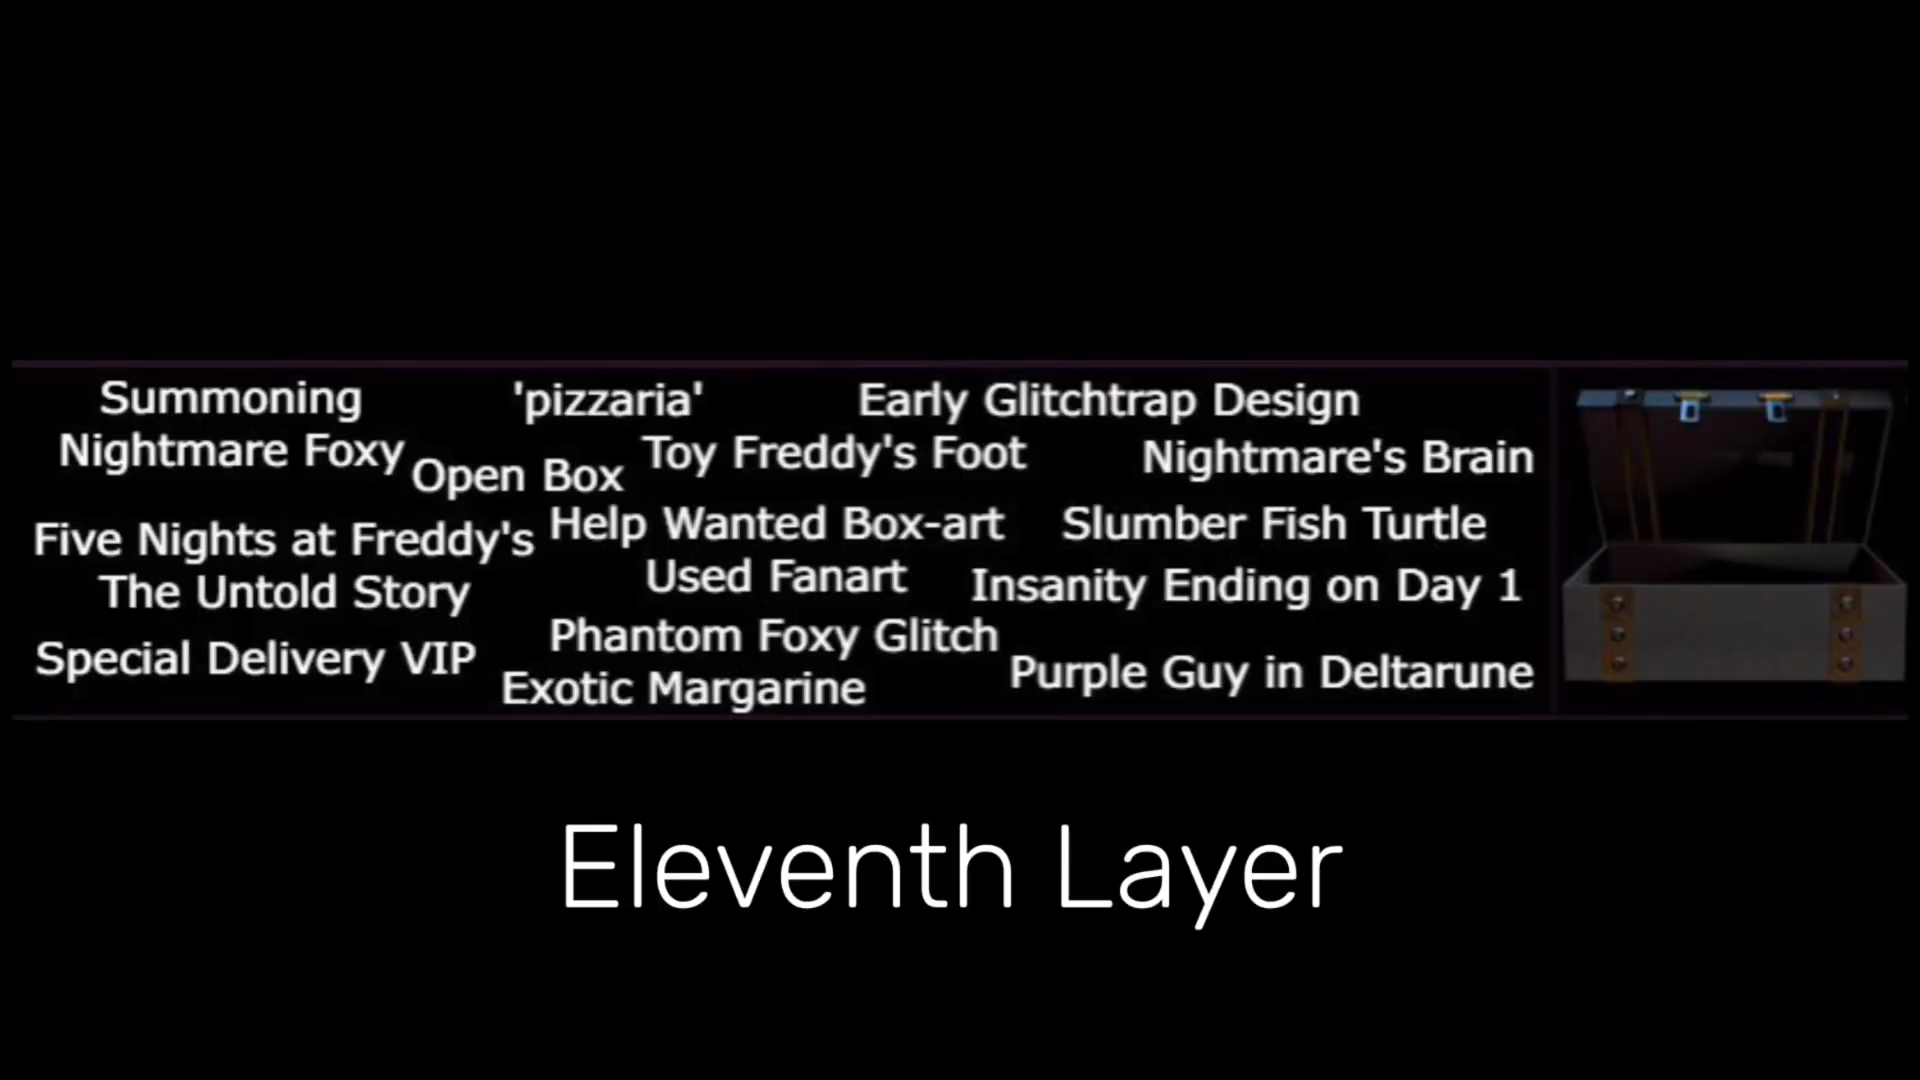 Summoning
Nightmare Foxy
'pizzaria'
Early Glitchtrap Design
Open Box
Toy Freddy's Foot
Nightmare's Brain
Five Nights at Freddy's
The Untold Story
Help Wanted Box-art
Slumber Fish Turtle
Used Fanart
Insanity Ending on Day 1
Special Delivery VIP
Phantom Foxy Glitch
Exotic Margarine
Purple Guy in Deltarune
Eleventh Layer